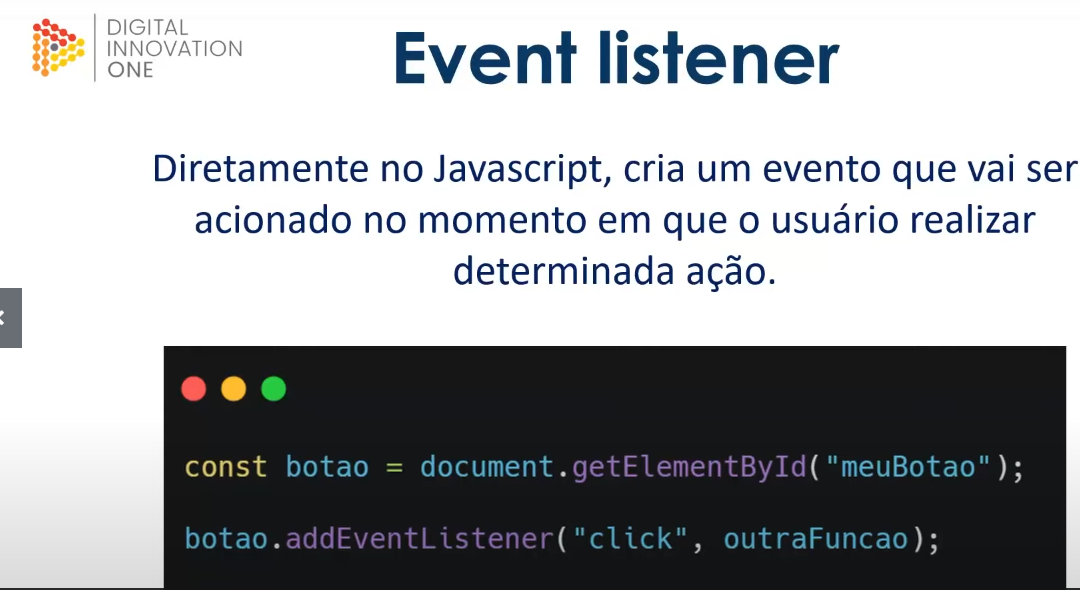 DIGITAL
INNOVATION
ONE
Event listener
Diretamente no Javascript, cria um evento que vai ser
acionado no momento em que o usuário realizar
determinada ação.
const botao = document.getElementById("meuBotao");
botao.addEventListener("click", outraFuncao);